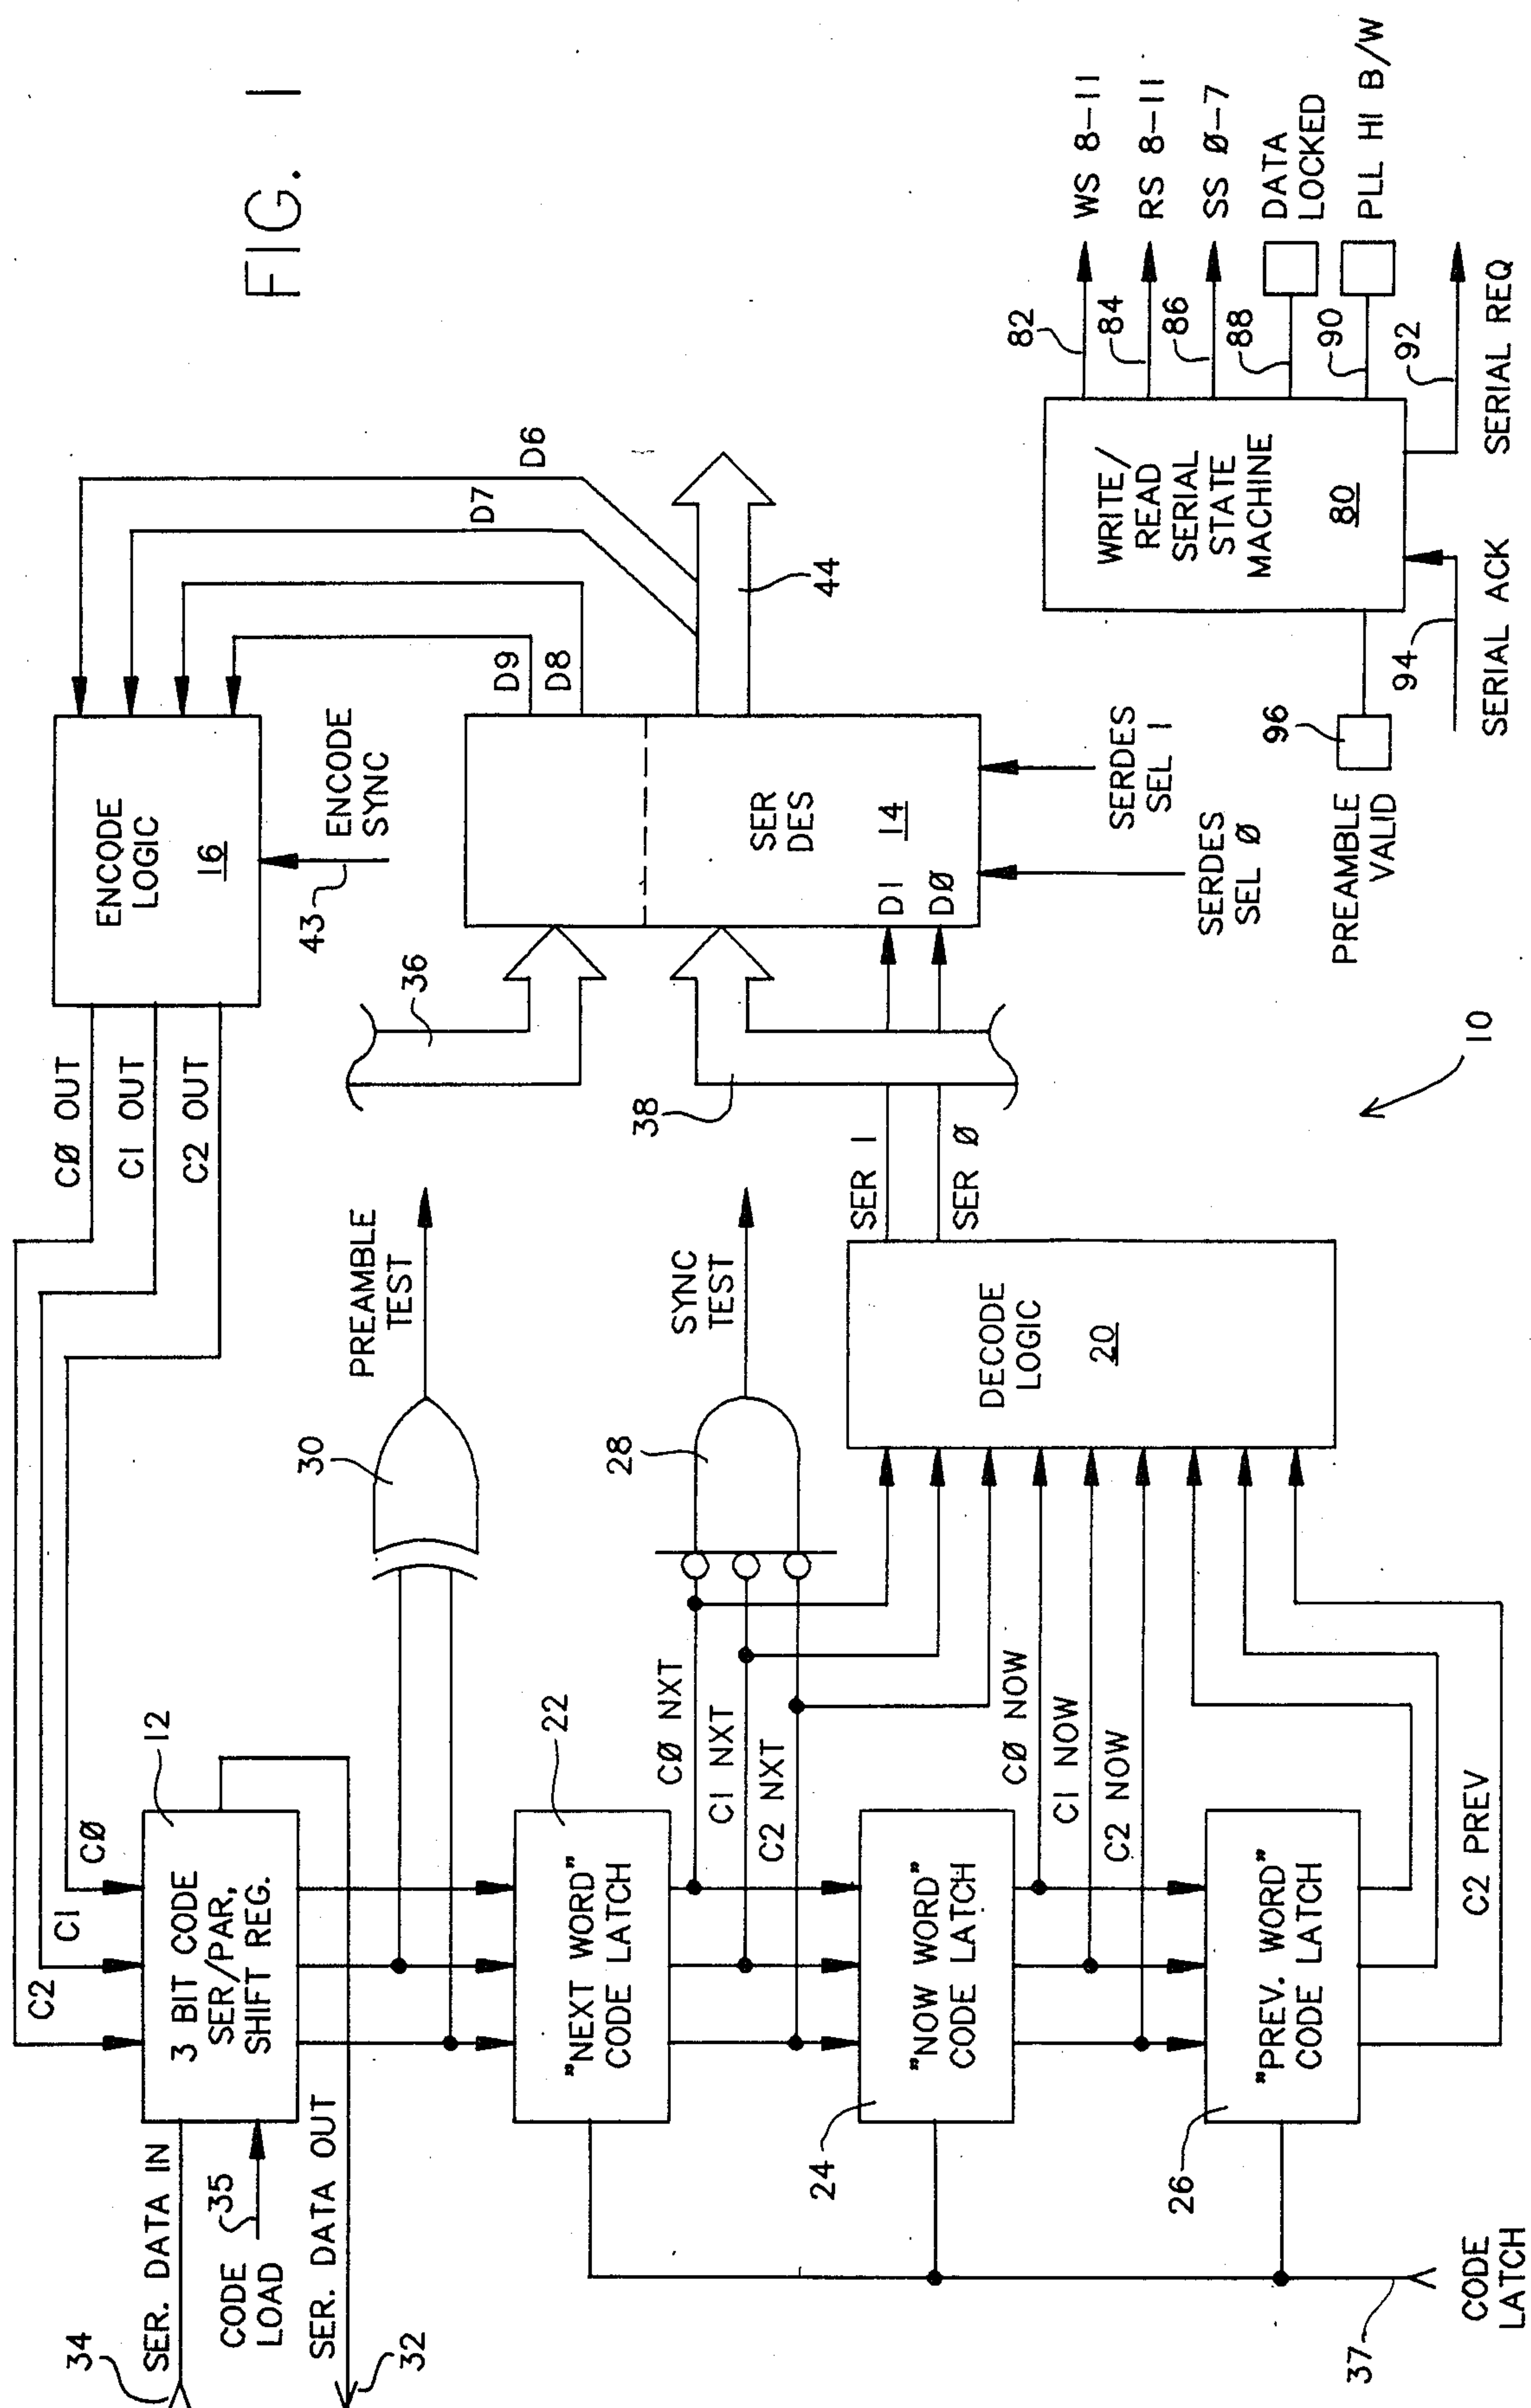 FIG. 1
34
SER. DATA IN
35
CODE
LOAD
SER. DATA OUT
32
C2
C1
CØ
12
3 BIT CODE
SER/PAR,
SHIFT REG.
CØ OUT
C1 OUT
C2 OUT
ENCODE
LOGIC
16
43
ENCODE
SYNC
D7
D6
D9
D8
30
PREAMBLE
TEST
36
38
44
SER
DES
14
D1
DØ
SERDES
SEL 1
SERDES
SEL Ø
22
"NEXT WORD"
CODE LATCH
CØ NXT
C1 NXT
C2 NXT
28
SYNC
TEST
24
"NOW WORD"
CODE LATCH
CØ NOW
C1 NOW
C2 NOW
DECODE
LOGIC
20
SER 1
SER Ø
26
"PREV. WORD"
CODE LATCH
C2 PREV
37
CODE
LATCH
10
WRITE/
READ
SERIAL
STATE
MACHINE
80
82
WS 8-11
84
RS 8-11
86
SS Ø-7
88
DATA
LOCKED
90
PLL HI B/W
92
SERIAL REQ
94
SERIAL ACK
96
PREAMBLE
VALID